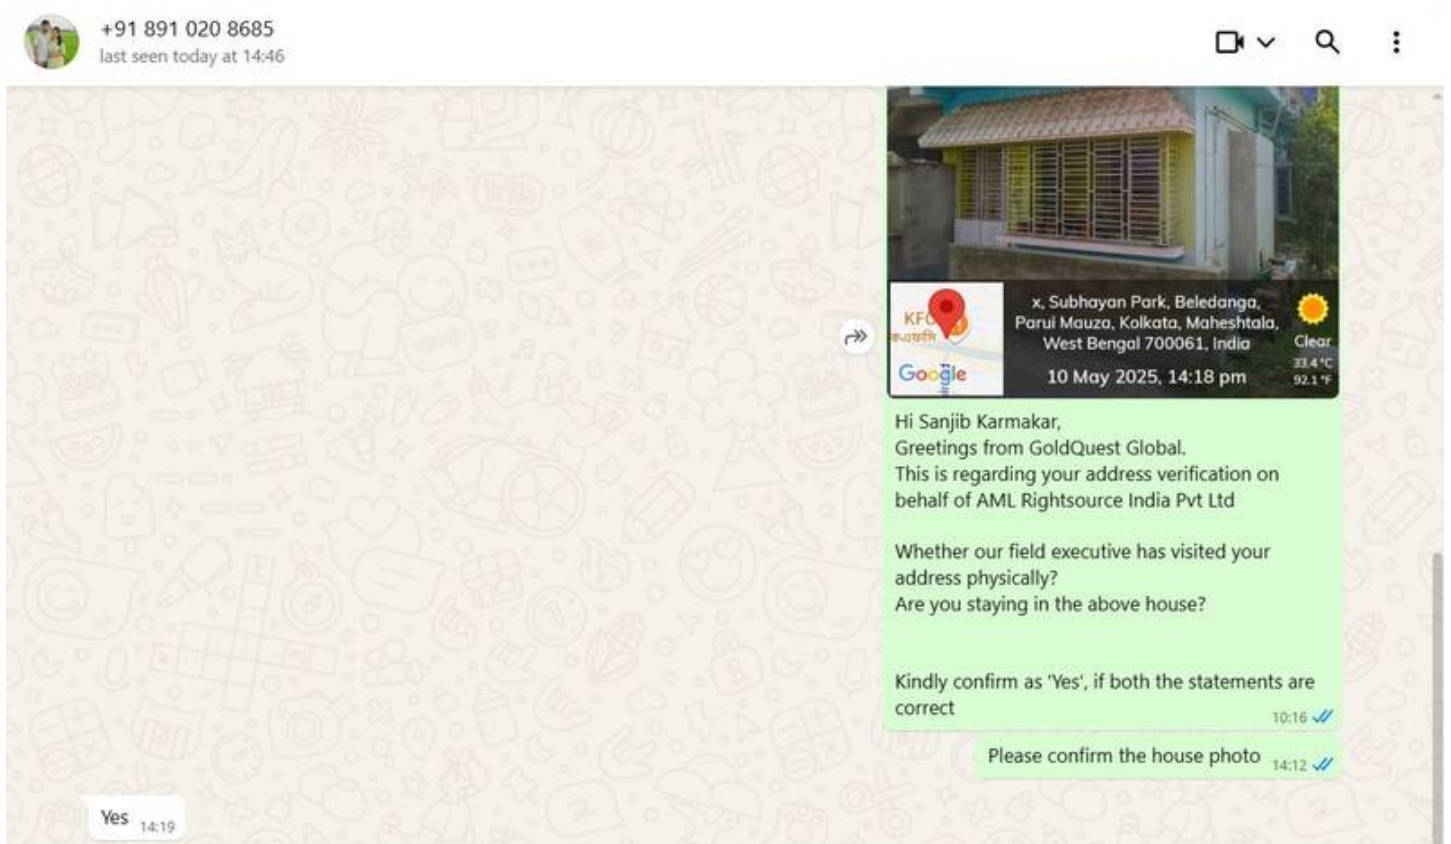 +91 891 020 8685
last seen today at 14:46
KFC
Google
x, Subhayan Park, Beledanga,
Parui Mauza, Kolkata, Maheshtala,
West Bengal 700061, India
10 May 2025, 14:18 pm
Clear
33.4 °C
92.1 °F
Hi Sanjib Karmakar,
Greetings from GoldQuest Global.
This is regarding your address verification on
behalf of AML Rightsource India Pvt Ltd
Whether our field executive has visited your
address physically?
Are you staying in the above house?
Kindly confirm as 'Yes', if both the statements are
correct
10:16
Please confirm the house photo 14:12
Yes 14:19